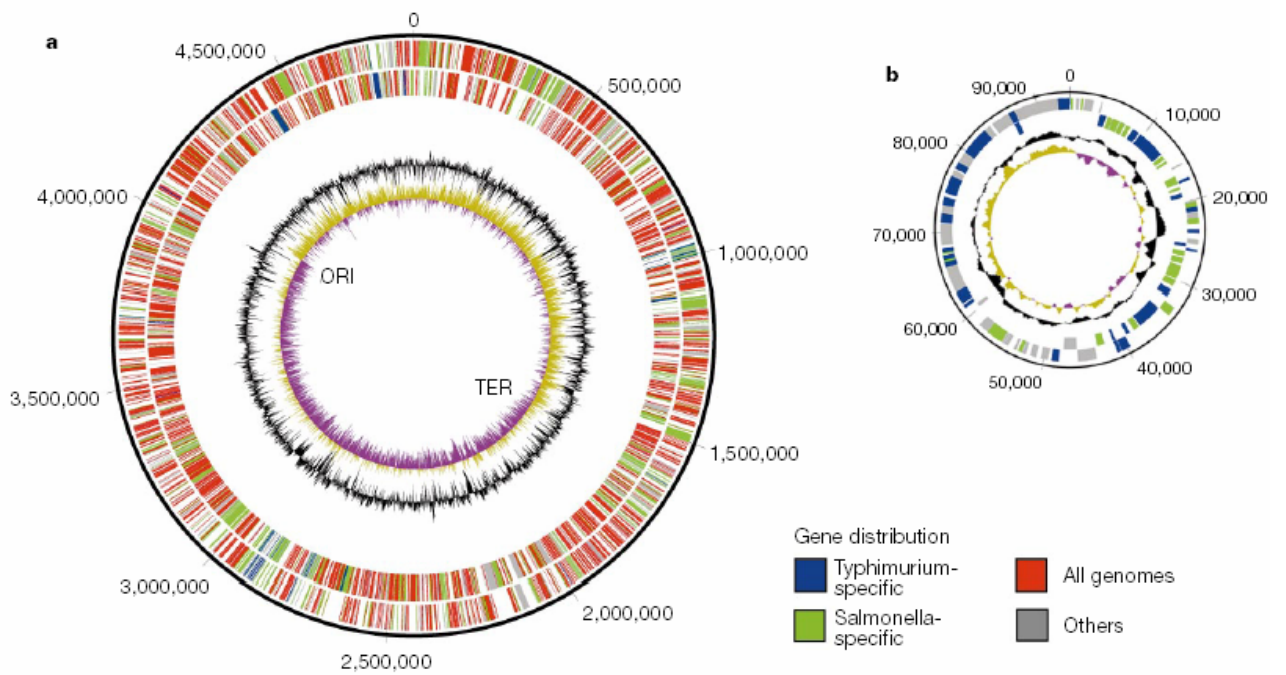 a
0
500,000
1,000,000
1,500,000
2,000,000
2,500,000
3,000,000
3,500,000
4,000,000
4,500,000
ORI
TER
b
0
10,000
20,000
30,000
40,000
50,000
60,000
70,000
80,000
90,000
Gene distribution
Typhimurium-
specific
Salmonella-
specific
All genomes
Others